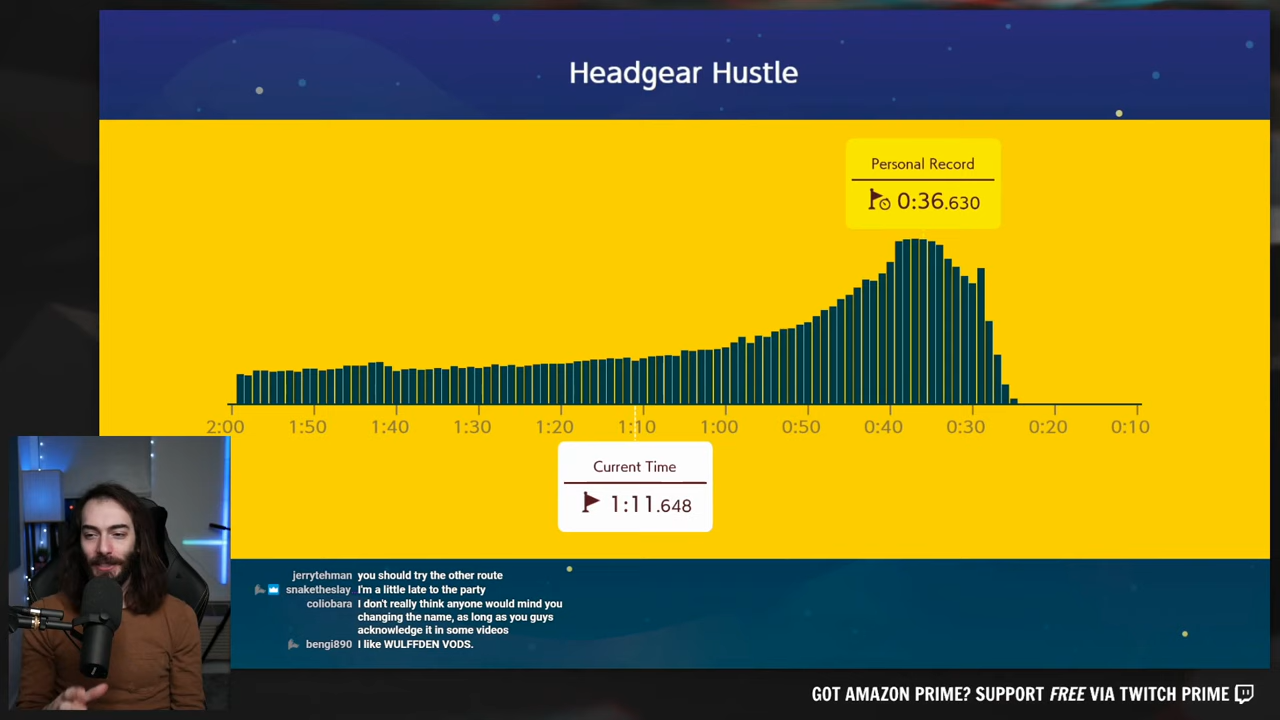 Headgear Hustle
Personal Record
0:36.630
2:00 1:50 1:40 1:30 1:20 1:10 1:00 0:50 0:40 0:30 0:20 0:10
Current Time
1:11.648
jerrytehman you should try the other route
snaketheslay I'm a little late to the party
coliobara I don't really think anyone would mind you
changing the name, as long as you guys
acknowledge it in some videos
bengi890 I like WULFFDEN VODS.
GOT AMAZON PRIME? SUPPORT FREE VIA TWITCH PRIME